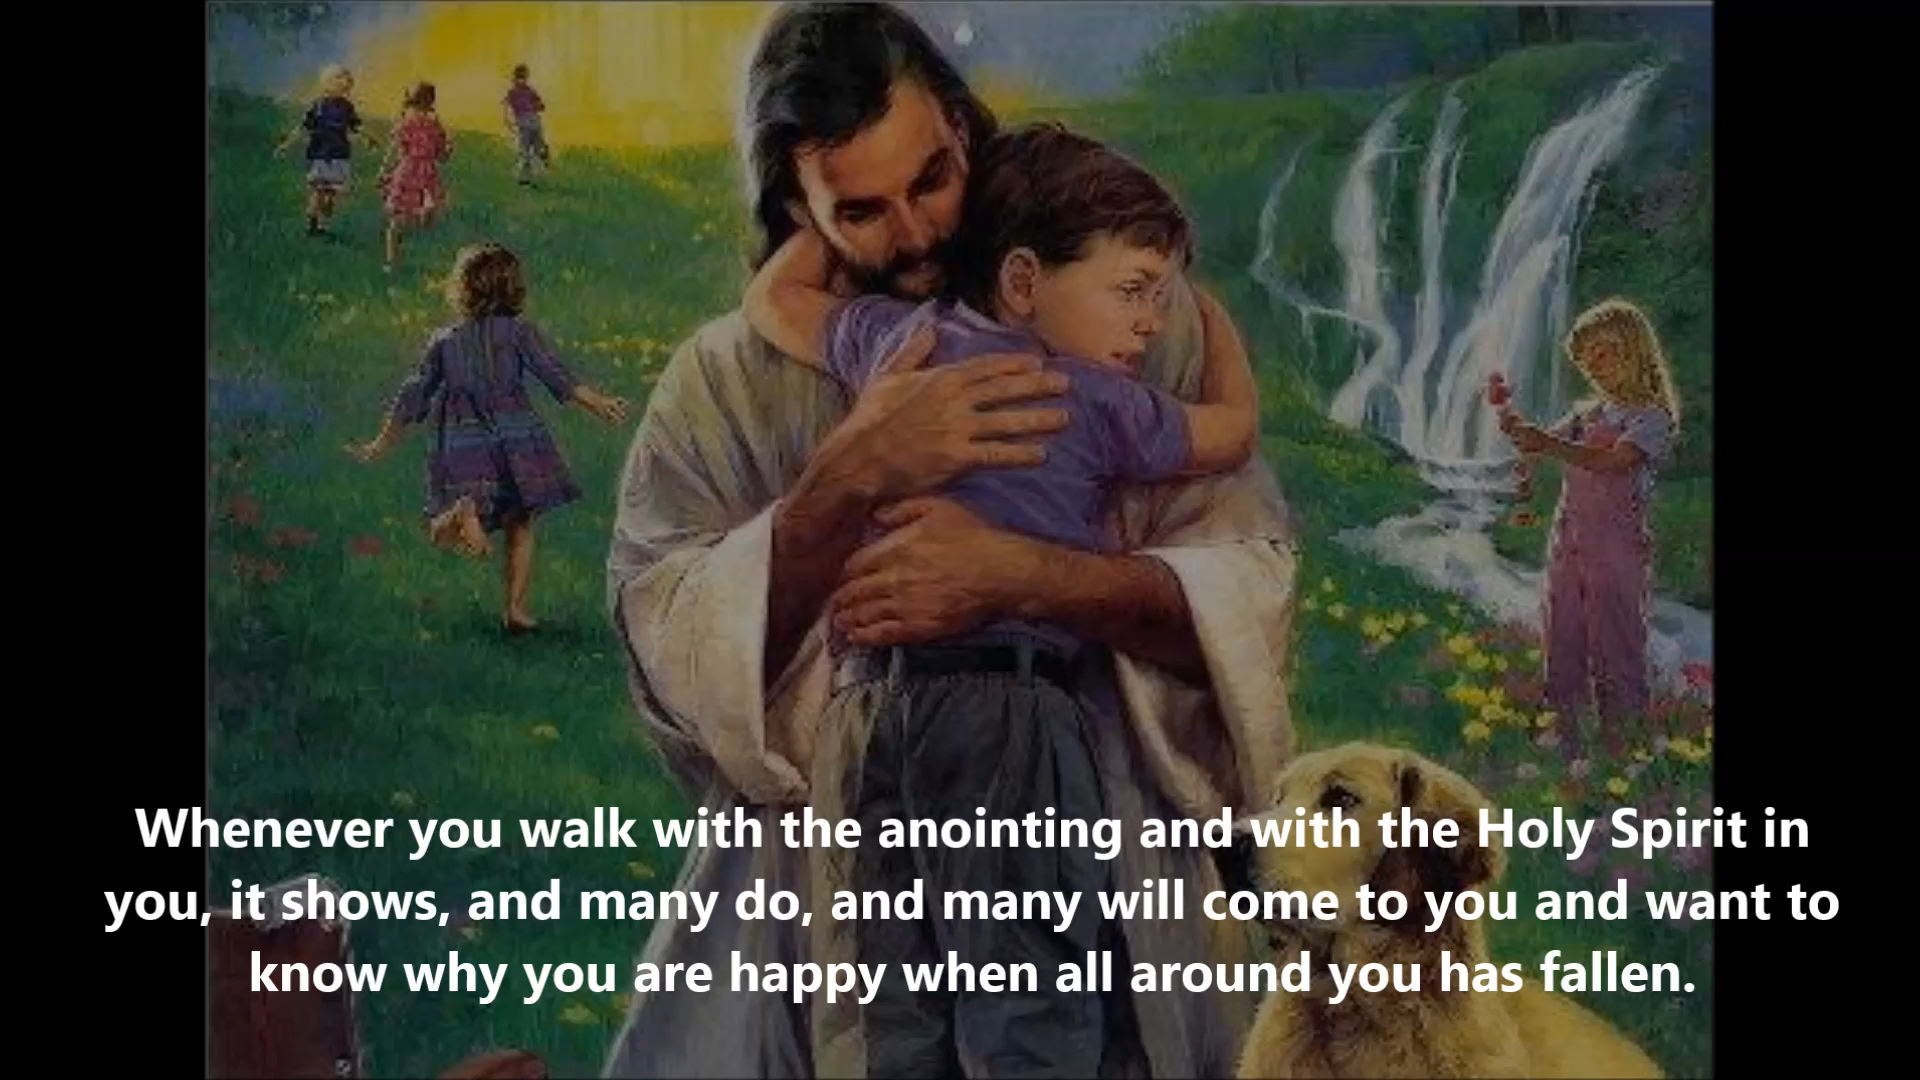 Whenever you walk with the anointing and with the Holy Spirit in
you, it shows, and many do, and many will come to you and want to
know why you are happy when all around you has fallen.